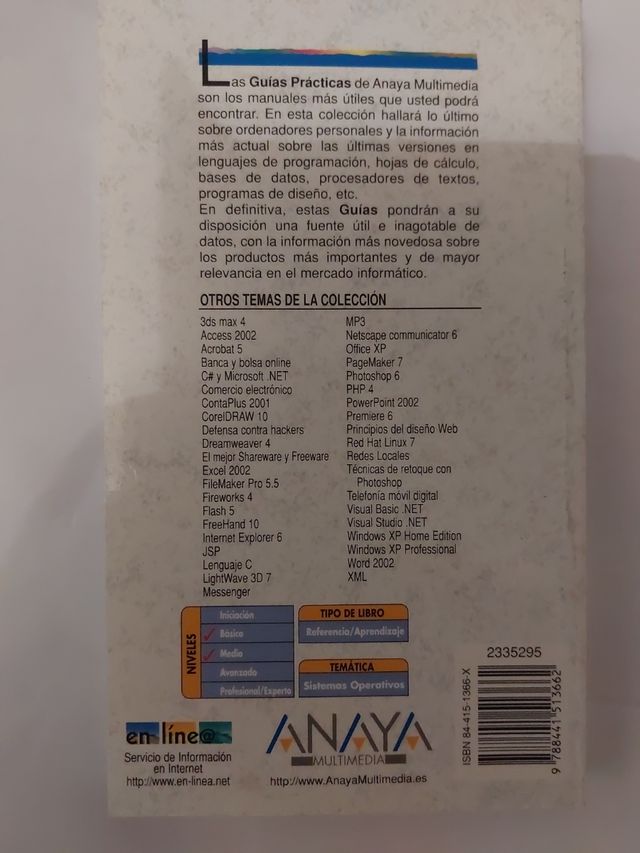 Las Guías Prácticas de Anaya Multimedia
son los manuales más útiles que usted podrá
encontrar. En esta colección hallará lo último
sobre ordenadores personales y la información
más actual sobre las últimas versiones en
lenguajes de programación, hojas de cálculo,
bases de datos, procesadores de textos,
programas de diseño, etc.
En definitiva, estas Guías pondrán a su
disposición una fuente útil e inagotable de
datos, con la información más novedosa sobre
los productos más importantes y de mayor
relevancia en el mercado informático.
OTROS TEMAS DE LA COLECCIÓN
3ds max 4
Access 2002
Acrobat 5
Banca y bolsa online
C# y Microsoft .NET
Comercio electrónico
ContaPlus 2001
CorelDRAW 10
Defensa contra hackers
Dreamweaver 4
El mejor Shareware y Freeware
Excel 2002
FileMaker Pro 5.5
Fireworks 4
Flash 5
FreeHand 10
Internet Explorer 6
JSP
Lenguaje C
LightWave 3D 7
Messenger
MP3
Netscape communicator 6
Office XP
PageMaker 7
Photoshop 6
PHP 4
PowerPoint 2002
Premiere 6
Principios del diseño Web
Red Hat Linux 7
Redes Locales
Técnicas de retoque con
Photoshop
Telefonía móvil digital
Visual Basic .NET
Visual Studio .NET
Windows XP Home Edition
Windows XP Professional
Word 2002
XML
NIVELES
Iniciación
Básico
Medio
Avanzado
Profesional/Experto
TIPO DE LIBRO
Referencia/Aprendizaje
TEMÁTICA
Sistemas Operativos
en-líne@
Servicio de Información
en Internet
http://www.en-linea.net
ANAYA
MULTIMEDIA
http://www.AnayaMultimedia.es
2335295
ISBN 84-415-1366-X
9 788441 513662